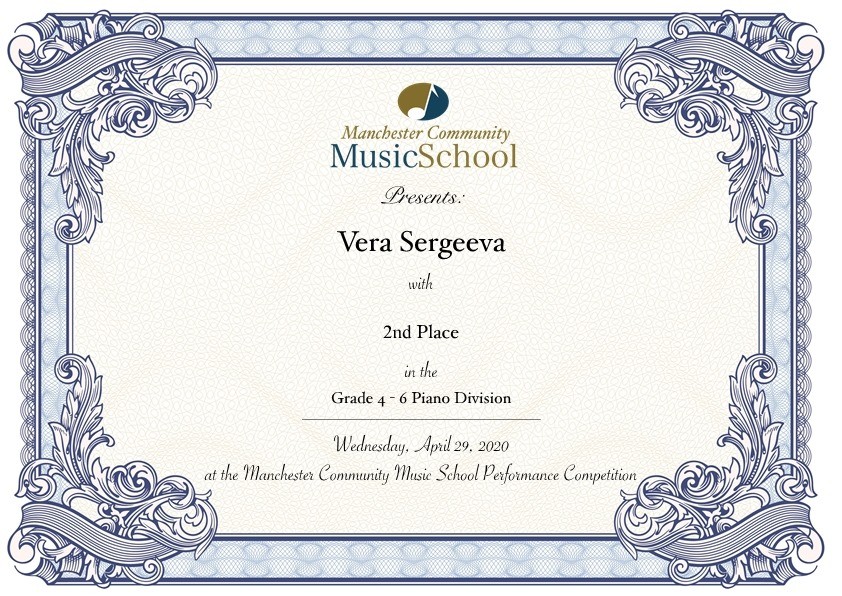 Manchester Community
MusicSchool
Presents:
Vera Sergeeva
with
2nd Place
in the
Grade 4 - 6 Piano Division
Wednesday, April 29, 2020
at the Manchester Community Music School Performance Competition